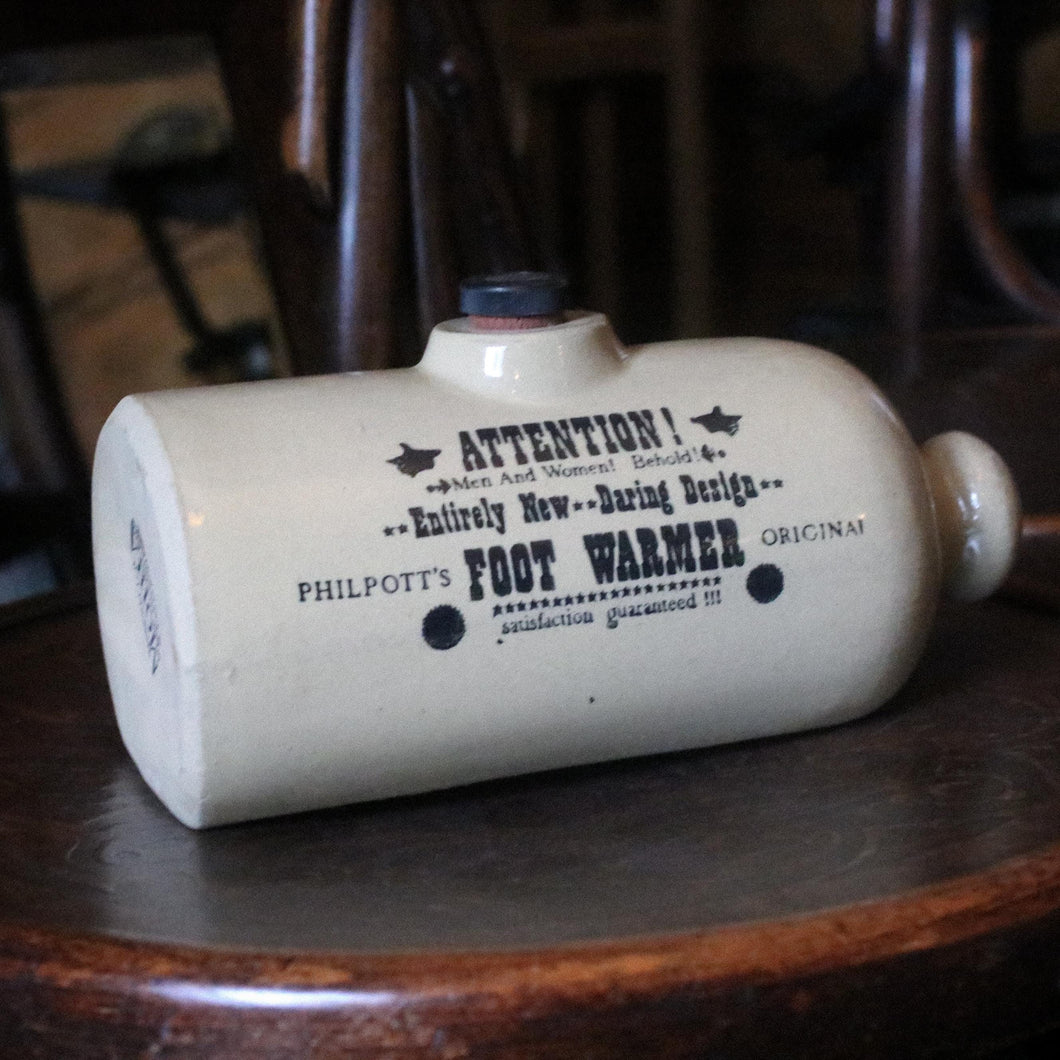 ATTENTION!
Men And Women! Behold!
Entirely New**Daring Design
PHILPOTT'S FOOT WARMER ORIGINAL
satisfaction guaranteed !!!